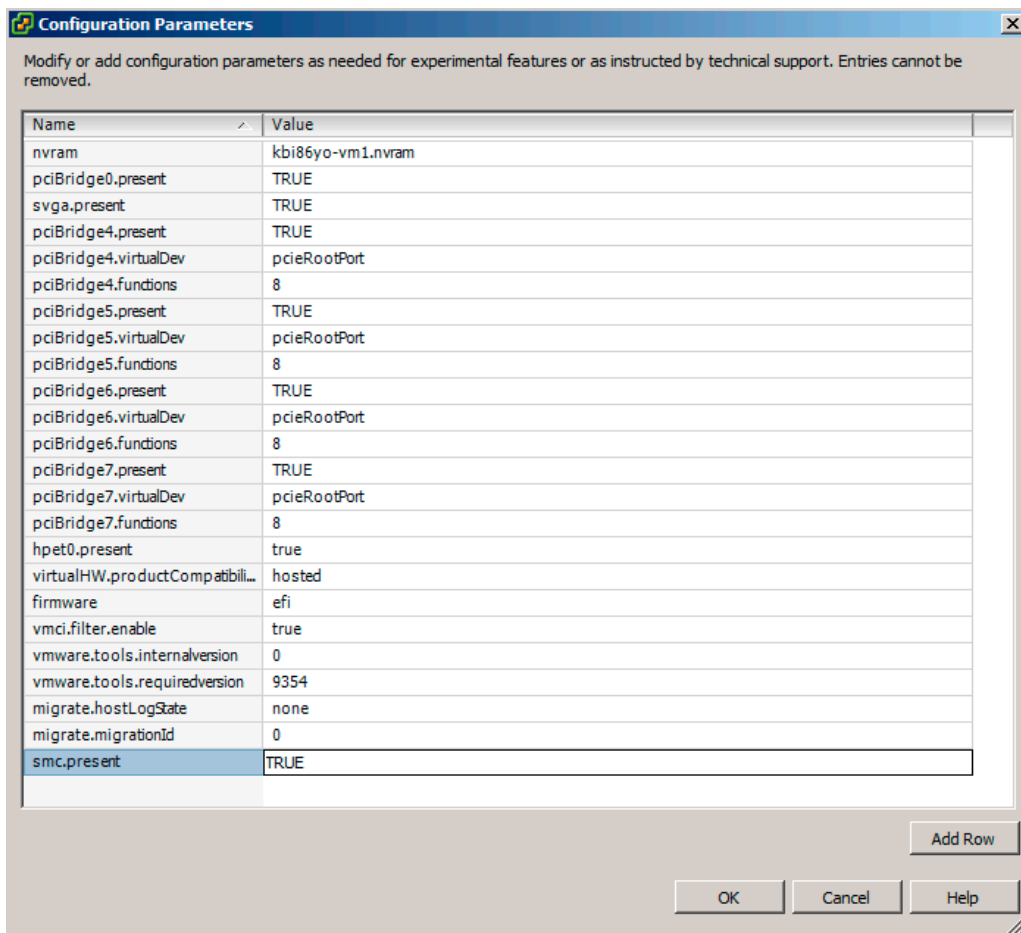 Configuration Parameters
Modify or add configuration parameters as needed for experimental features or as instructed by technical support. Entries cannot be
removed.
Name Value
nvram kbi86yo-vm1.nvram
pciBridge0.present TRUE
svga.present TRUE
pciBridge4.present TRUE
pciBridge4.virtualDev pcieRootPort
pciBridge4.functions 8
pciBridge5.present TRUE
pciBridge5.virtualDev pcieRootPort
pciBridge5.functions 8
pciBridge6.present TRUE
pciBridge6.virtualDev pcieRootPort
pciBridge6.functions 8
pciBridge7.present TRUE
pciBridge7.virtualDev pcieRootPort
pciBridge7.functions 8
hpet0.present true
virtualHW.productCompatibili... hosted
firmware efi
vmci.filter.enable true
vmware.tools.internalversion 0
vmware.tools.requiredversion 9354
migrate.hostLogState none
migrate.migrationId 0
smc.present TRUE
Add Row
OK Cancel Help